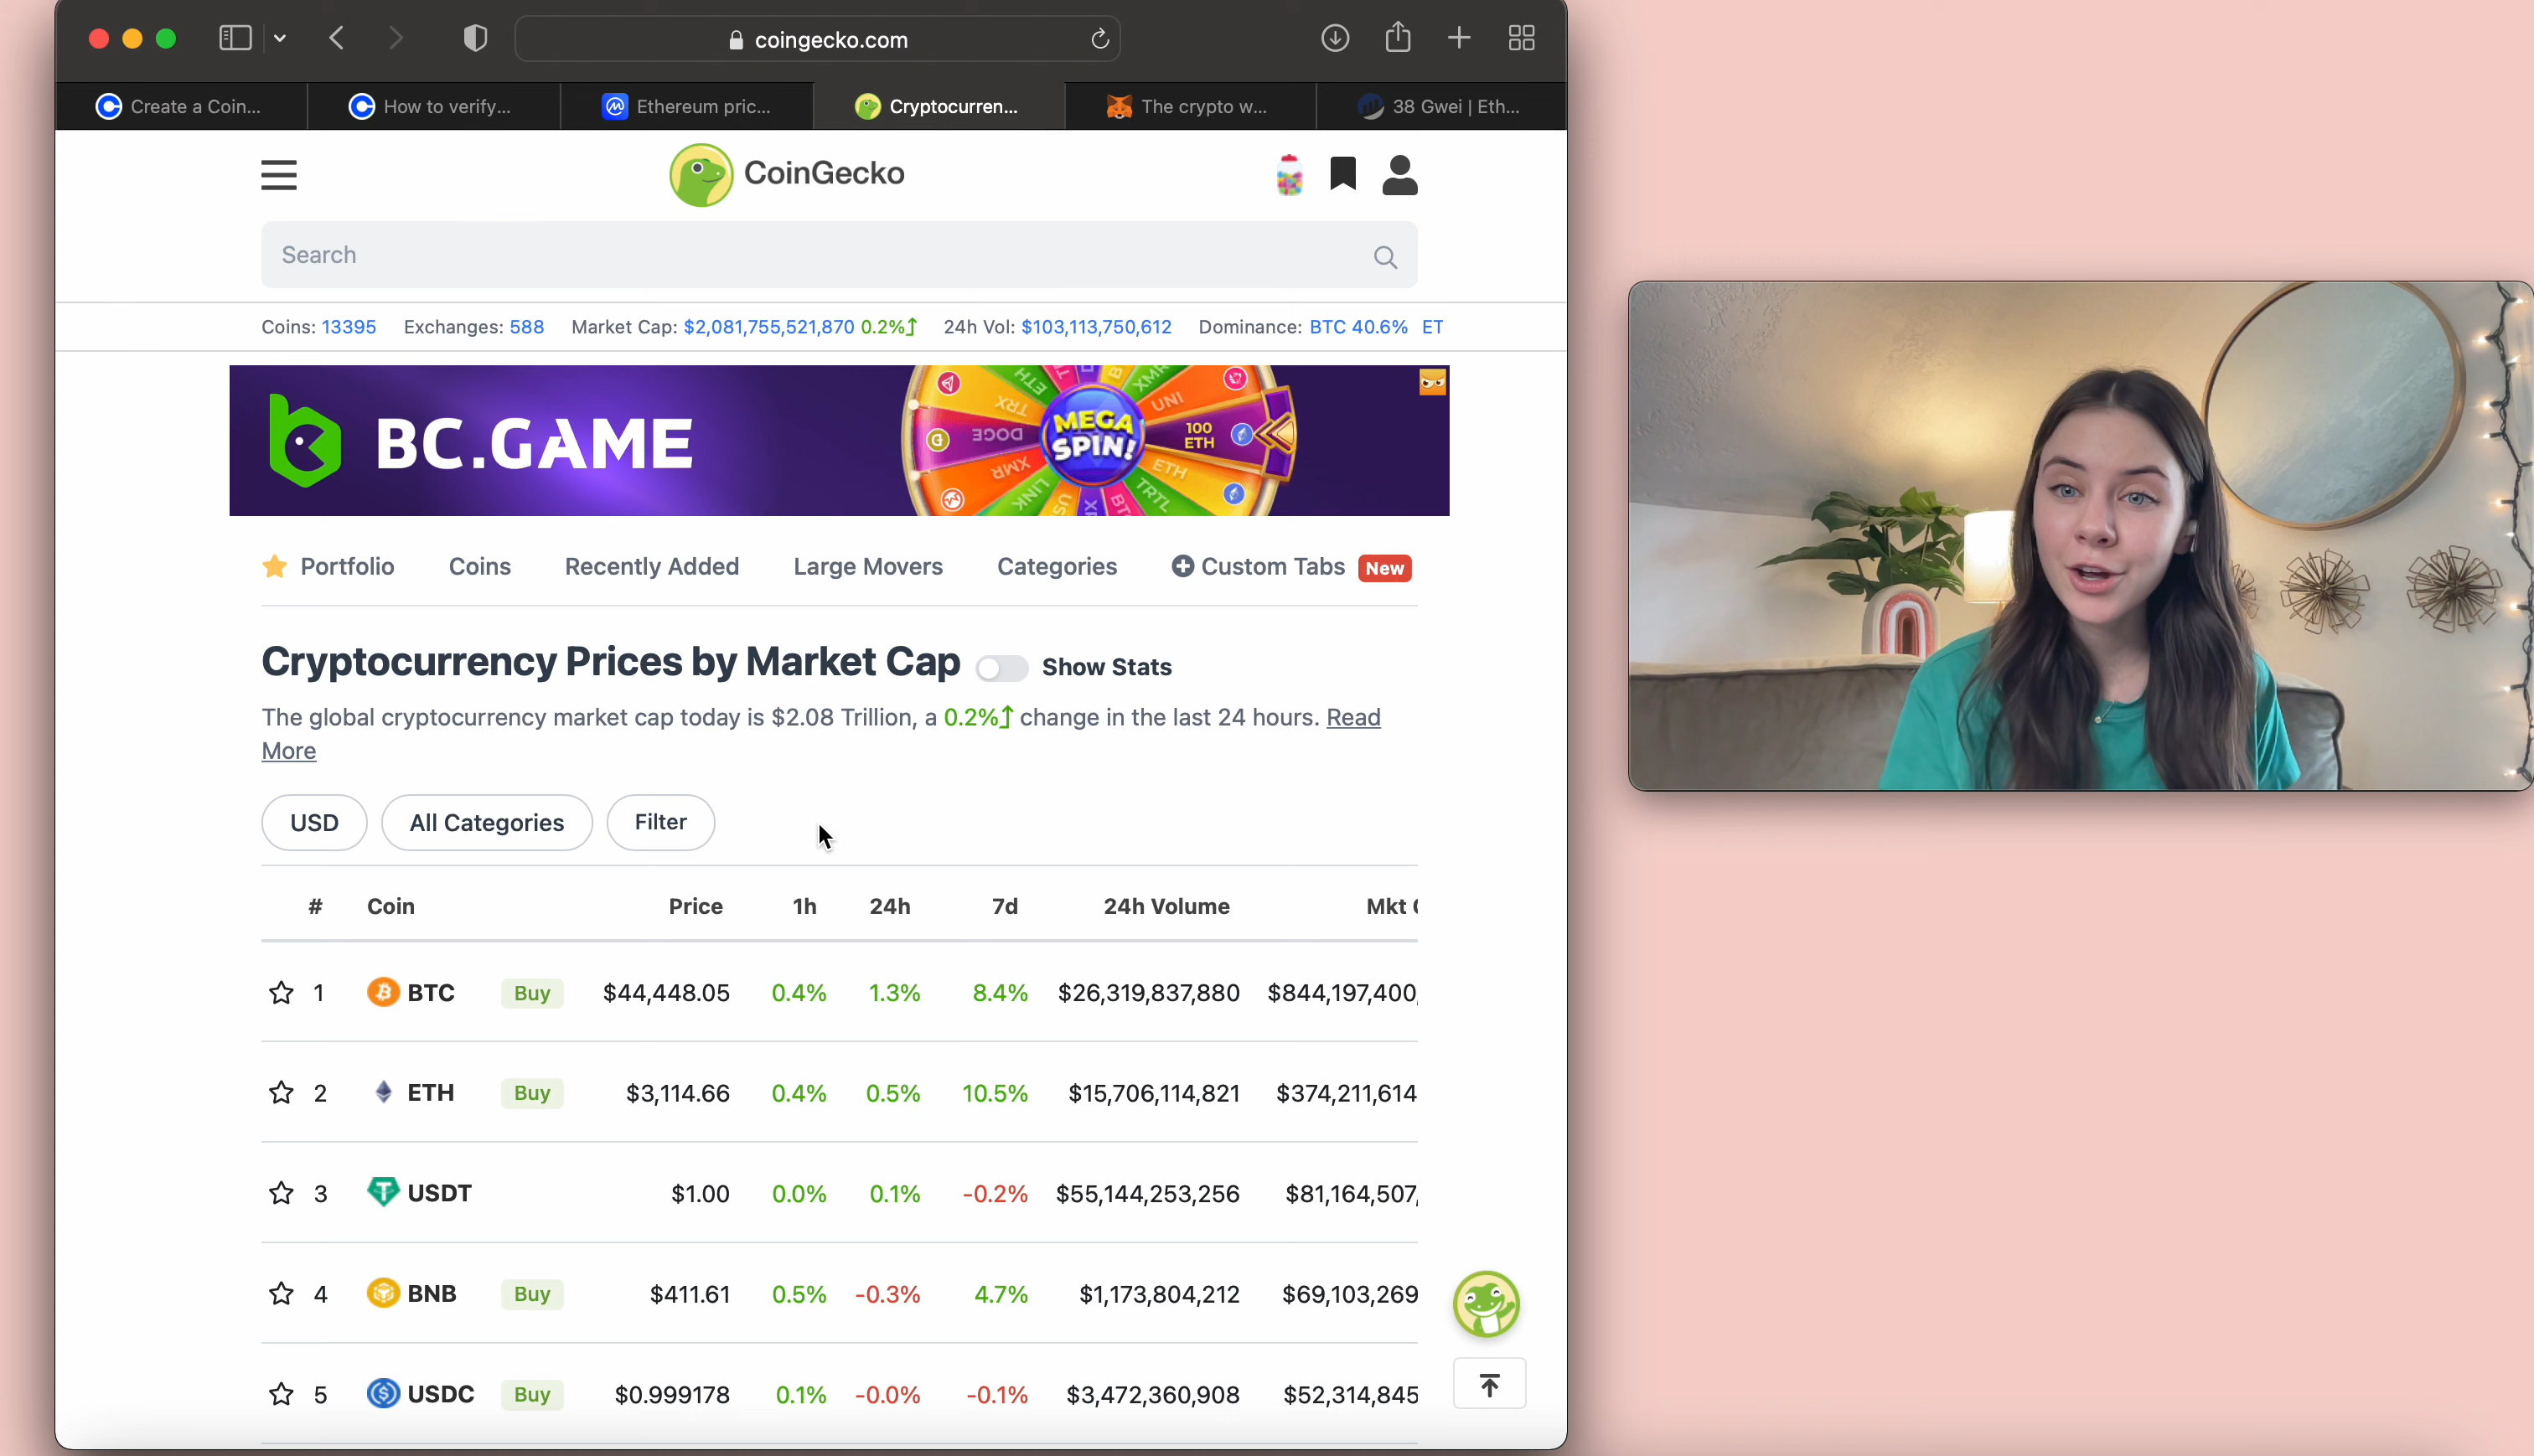 coingecko.com
Create a Coin...
How to verify...
Ethereum pric...
Cryptocurren...
The crypto w...
38 Gwei | Eth...
CoinGecko
Search
Coins: 13395 Exchanges: 588 Market Cap: $2,081,755,521,870 0.2% 24h Vol: $103,113,750,612 Dominance: BTC 40.6% ET
BC.GAME
MEGA
SPIN!
100
ETH
ETH
TRTL
LINK
XMR
DOGE
TRX
ETH
XMR
UNI
Portfolio Coins Recently Added Large Movers Categories Custom Tabs New
Cryptocurrency Prices by Market Cap Show Stats
The global cryptocurrency market cap today is $2.08 Trillion, a 0.2% change in the last 24 hours. Read
More
USD All Categories Filter
# Coin Price 1h 24h 7d 24h Volume Mkt
1 BTC Buy $44,448.05 0.4% 1.3% 8.4% $26,319,837,880 $844,197,400,
2 ETH Buy $3,114.66 0.4% 0.5% 10.5% $15,706,114,821 $374,211,614
3 USDT $1.00 0.0% 0.1% -0.2% $55,144,253,256 $81,164,507,
4 BNB Buy $411.61 0.5% -0.3% 4.7% $1,173,804,212 $69,103,269
5 USDC Buy $0.999178 0.1% -0.0% -0.1% $3,472,360,908 $52,314,845